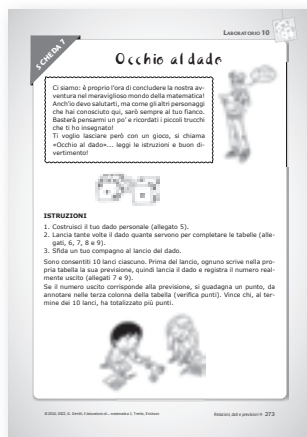 LABORATORIO 10
SCHEDA 7
Occhio al dado
Ci siamo: è proprio l'ora di concludere la nostra av-
ventura nel meraviglioso mondo della matematica!
Anch'io devo salutarti, ma come gli altri personaggi
che hai conosciuto qui, sarò sempre al tuo fianco.
Basterà pensarmi un po' e ricordati i piccoli trucchi
che ti ho insegnato!
Ti voglio lasciare però con un gioco, si chiama
«Occhio al dado»... leggi le istruzioni e buon di-
vertimento!
ISTRUZIONI
1. Costruisci il tuo dado personale (allegato 5).
2. Lancia tante volte il dado quante servono per completare le tabelle (alle-
gati, 6, 7, 8 e 9).
3. Sfida un tuo compagno al lancio del dado.
Sono consentiti 10 lanci ciascuno. Prima del lancio, ognuno scrive nella pro-
pria tabella la sua previsione, quindi lancia il dado e registra il numero real-
mente uscito (allegati 7 e 9).
Se il numero uscito corrisponde alla previsione, si guadagna un punto, da
annotare nella terza colonna della tabella (verifica punti). Vince chi, al ter-
mine dei 10 lanci, ha totalizzato più punti.
273